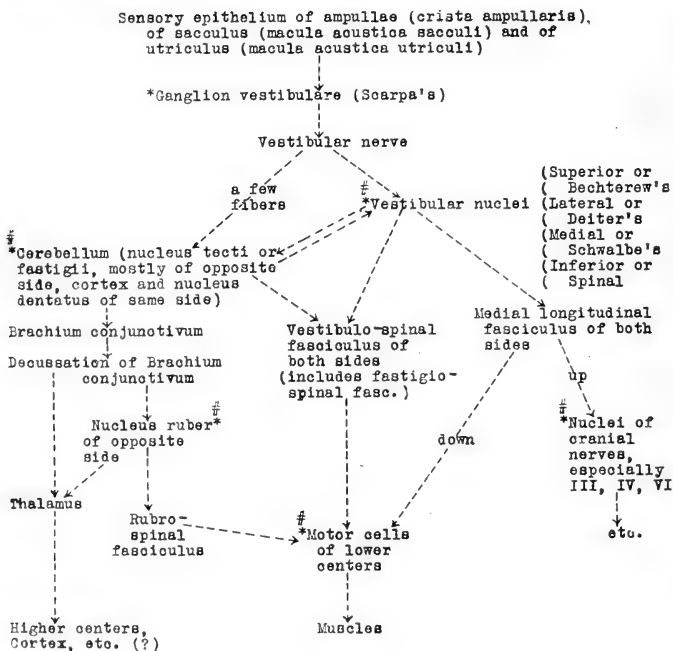 Sensory epithelium of ampullae (crista ampullaris),
of sacculus (macula acustica sacculi) and of
utriculus (macula acustica utriculi)
*Ganglion vestibulare (Scarpa's)
Vestibular nerve
a few
fibers
#
*Vestibular nuclei
(Superior or
( Bechterew's
(Lateral or
( Deiter's
(Medial or
( Schwalbe's
(Inferior or
( Spinal
#
*Cerebellum (nucleus tecti or
fastigii, mostly of opposite
side, cortex and nucleus
dentatus of same side)
Brachium conjunctivum
Decussation of Brachium
conjunctivum
Vestibulo-spinal
fasciculus of
both sides
(includes fastigio-
spinal fasc.)
Medial longitudinal
fasciculus of both
sides
up
down
#
Nucleus ruber*
of opposite
side
#
*Nuclei of
cranial
nerves,
especially
III, IV, VI
etc.
Thalamus
Rubro-
spinal
fasciculus
#
*Motor cells
of lower
centers
Higher centers,
Cortex, etc. (?)
Muscles